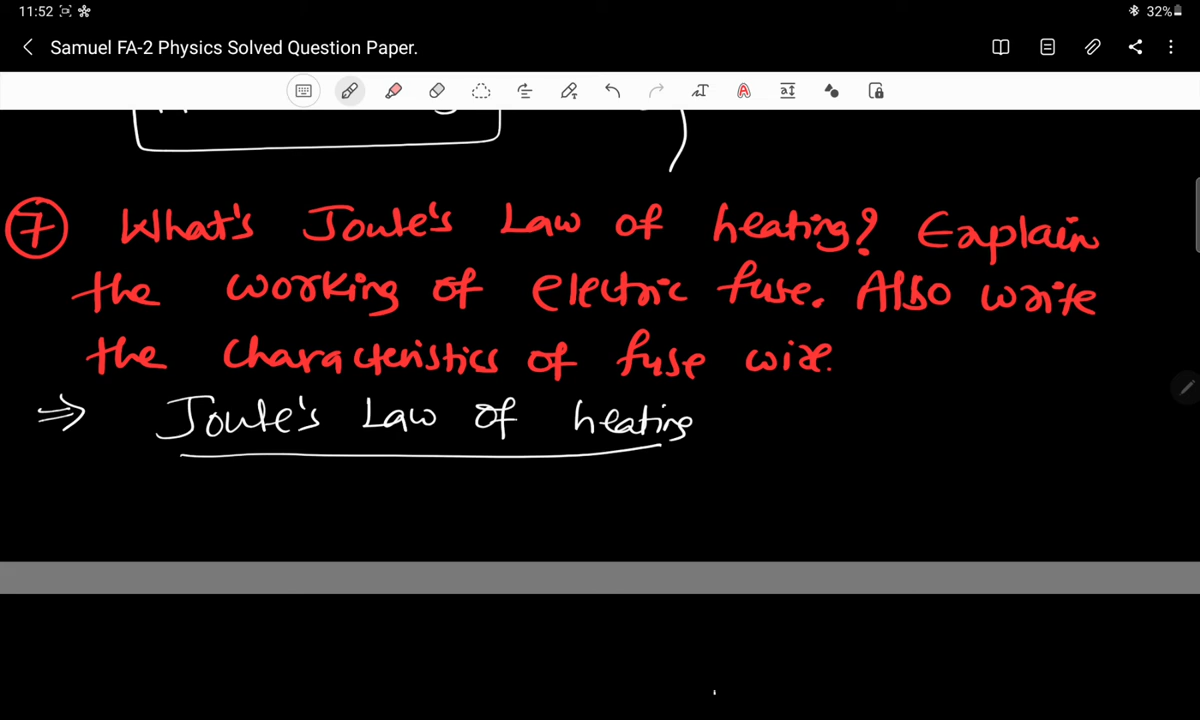 11:52
32%
Samuel FA-2 Physics Solved Question Paper.
7 What's Joule's Law of heating? Explain
the working of electric fuse. Also write
the characteristics of fuse wire.
⇒ Joule's Law of heating